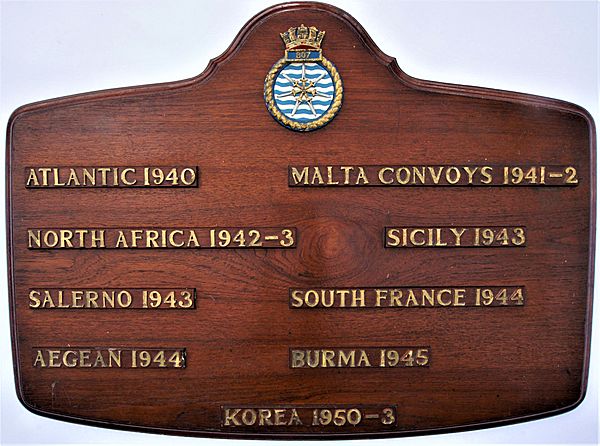 807
ATLANTIC 1940
MALTA CONVOYS 1941-2
NORTH AFRICA 1942-3
SICILY 1943
SALERNO 1943
SOUTH FRANCE 1944
AEGEAN 1944
BURMA 1945
KOREA 1950-3